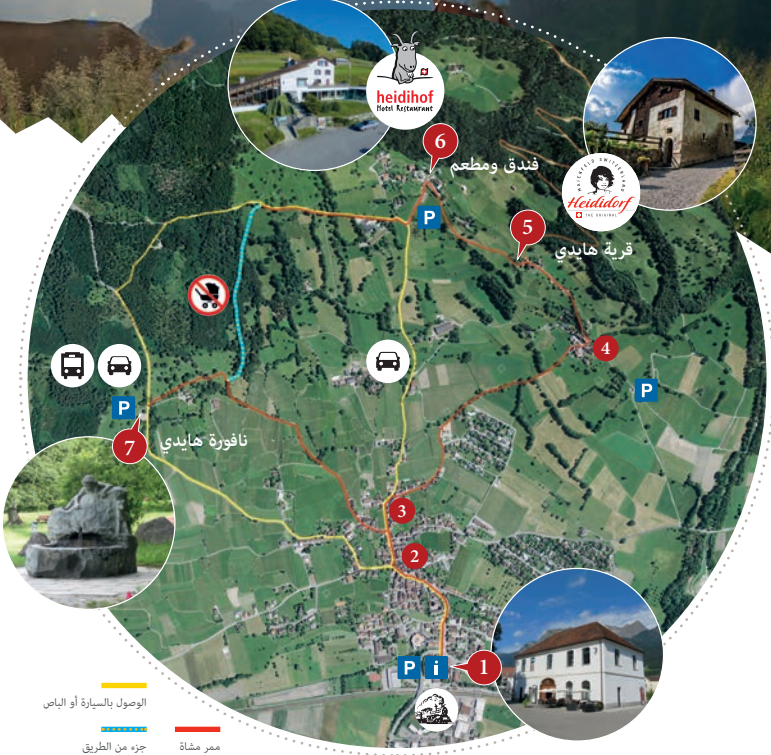 heidihof
Hotel Restaurant
6
فندق ومطعم
MAIENFELD SWITZERLAND
Heididorf
THE ORIGINAL
P
5
قرية هايدي
4
P
P
7
نافورة هايدي
3
2
P
i
1
الوصول بالسيارة أو الباص
ممر مشاة
جزء من الطريق